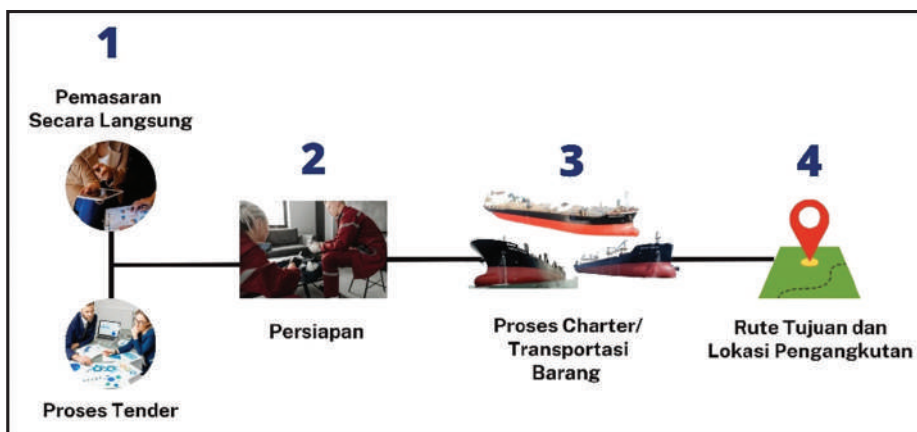 1
Pemasaran
Secara Langsung
Proses Tender
2
Persiapan
3
Proses Charter/
Transportasi
Barang
4
Rute Tujuan dan
Lokasi Pengangkutan